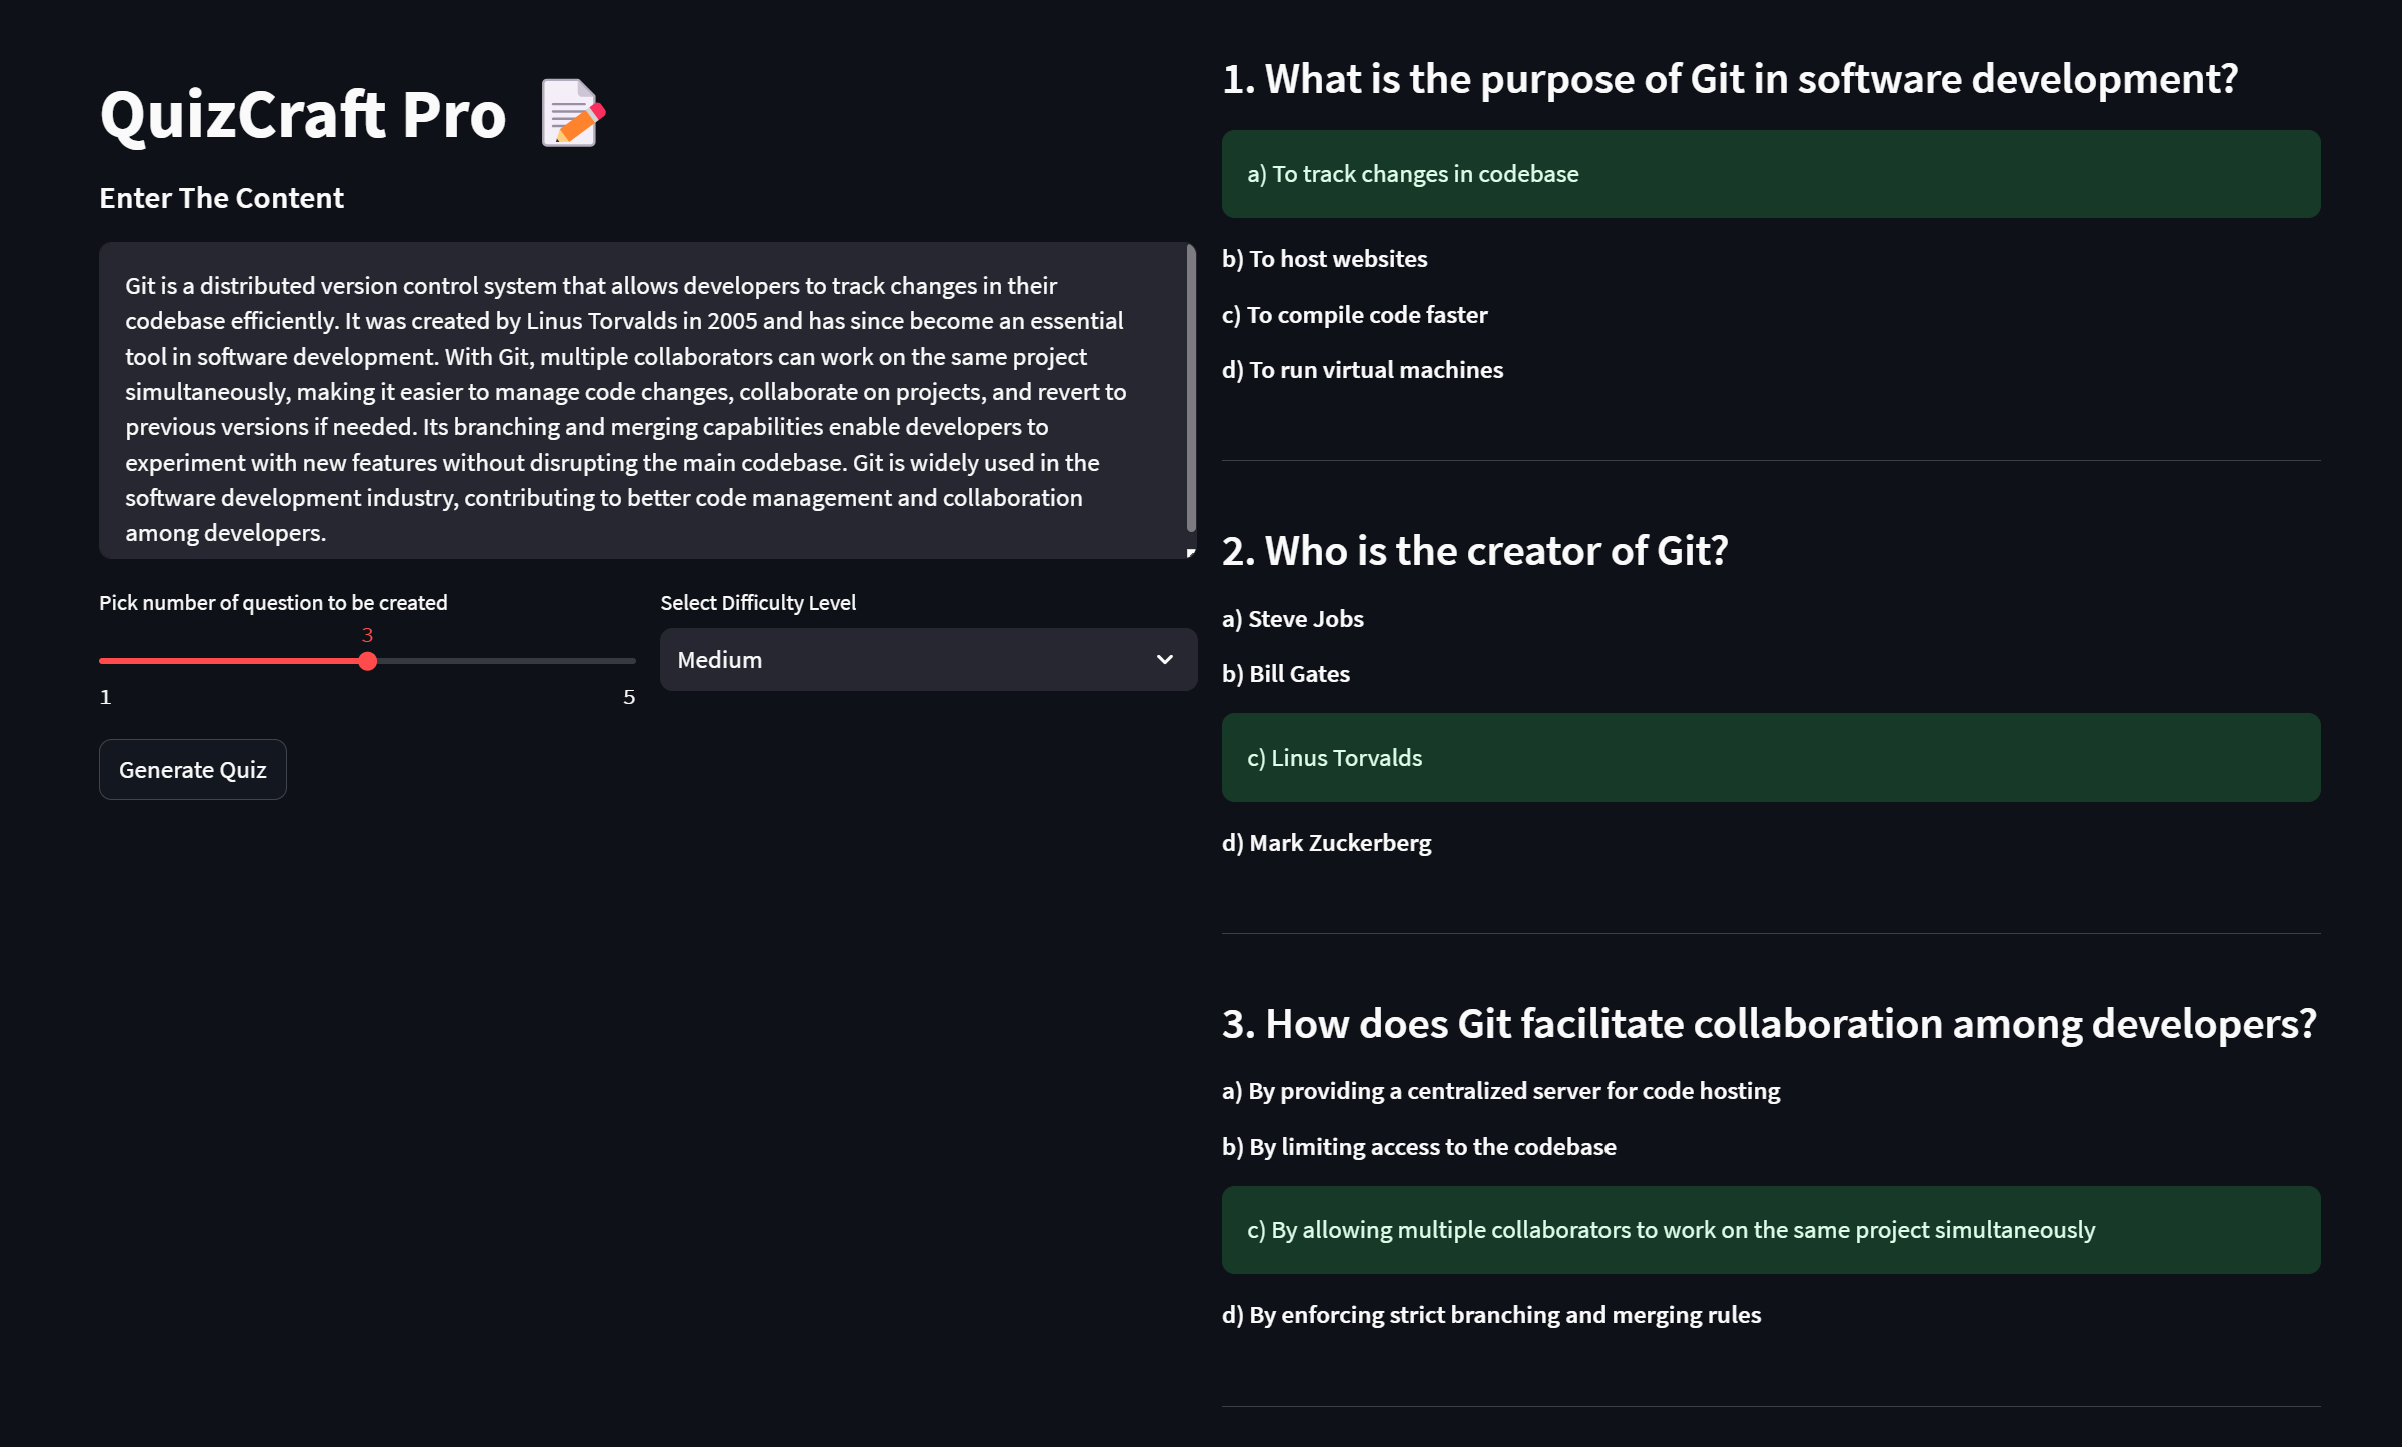 QuizCraft Pro
Enter The Content
Git is a distributed version control system that allows developers to track changes in their
codebase efficiently. It was created by Linus Torvalds in 2005 and has since become an essential
tool in software development. With Git, multiple collaborators can work on the same project
simultaneously, making it easier to manage code changes, collaborate on projects, and revert to
previous versions if needed. Its branching and merging capabilities enable developers to
experiment with new features without disrupting the main codebase. Git is widely used in the
software development industry, contributing to better code management and collaboration
among developers.
Pick number of question to be created
3
1
5
Select Difficulty Level
Medium
Generate Quiz
1. What is the purpose of Git in software development?
a) To track changes in codebase
b) To host websites
c) To compile code faster
d) To run virtual machines
2. Who is the creator of Git?
a) Steve Jobs
b) Bill Gates
c) Linus Torvalds
d) Mark Zuckerberg
3. How does Git facilitate collaboration among developers?
a) By providing a centralized server for code hosting
b) By limiting access to the codebase
c) By allowing multiple collaborators to work on the same project simultaneously
d) By enforcing strict branching and merging rules